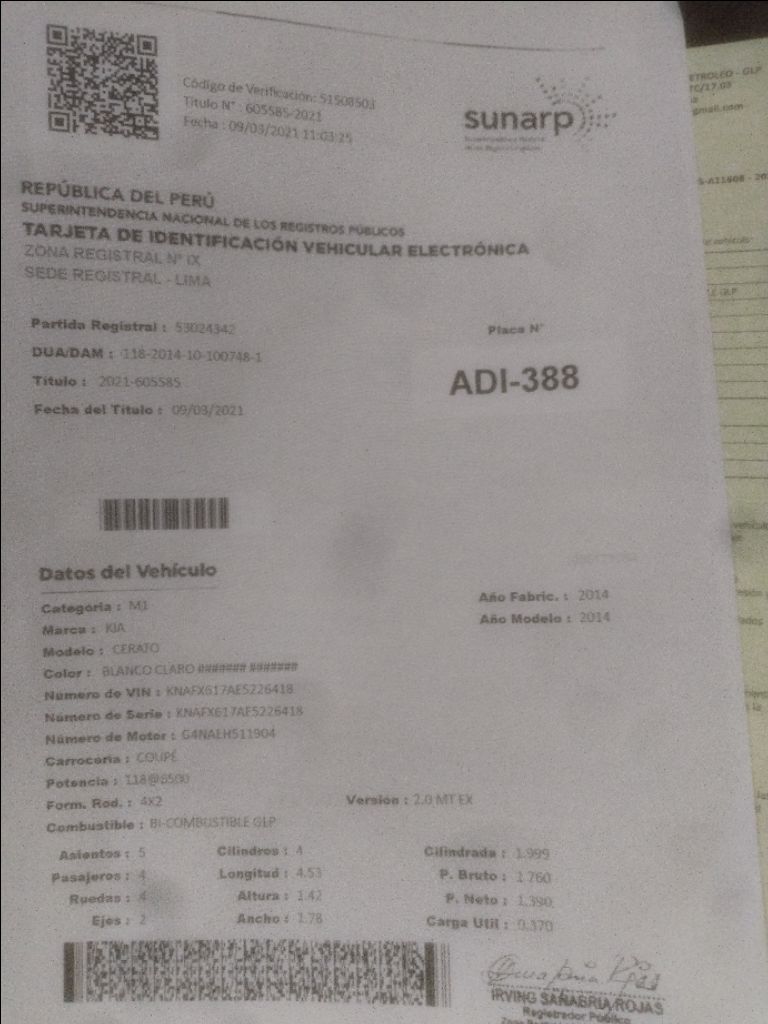 Código de Verificación: 51508503
Título N° : 605585-2021
Fecha : 09/03/2021 11:03:25
sunarp
REPÚBLICA DEL PERÚ
SUPERINTENDENCIA NACIONAL DE LOS REGISTROS PÚBLICOS
TARJETA DE IDENTIFICACIÓN VEHICULAR ELECTRÓNICA
ZONA REGISTRAL N° IX
SEDE REGISTRAL - LIMA
Partida Registral : 53024342
DUA/DAM : 118-2014-10-100748-1
Título : 2021-605585
Fecha del Título : 09/03/2021
Placa N°
ADI-388
Datos del Vehículo
Categoría : M1
Marca : KIA
Modelo : CERATO
Color : BLANCO CLARO ####### #######
Número de VIN : KNAFX617AE5226418
Número de Serie : KNAFX617AE5226418
Número de Motor : G4NAEH511904
Carrocería : COUPÉ
Potencia : 118@6500
Form. Rod. : 4X2
Combustible : BI-COMBUSTIBLE GLP
Año Fabric. : 2014
Año Modelo : 2014
Versión : 2.0 MT EX
Asientos : 5
Pasajeros : 4
Ruedas : 4
Ejes : 2
Cilindros : 4
Longitud : 4.53
Altura : 1.42
Ancho : 1.78
Cilindrada : 1.999
P. Bruto : 1.760
P. Neto : 1.390
Carga Util : 0.370
IRVING SANABRIA ROJAS
Registrador Público
ETROLEO - GLP
gmail.com